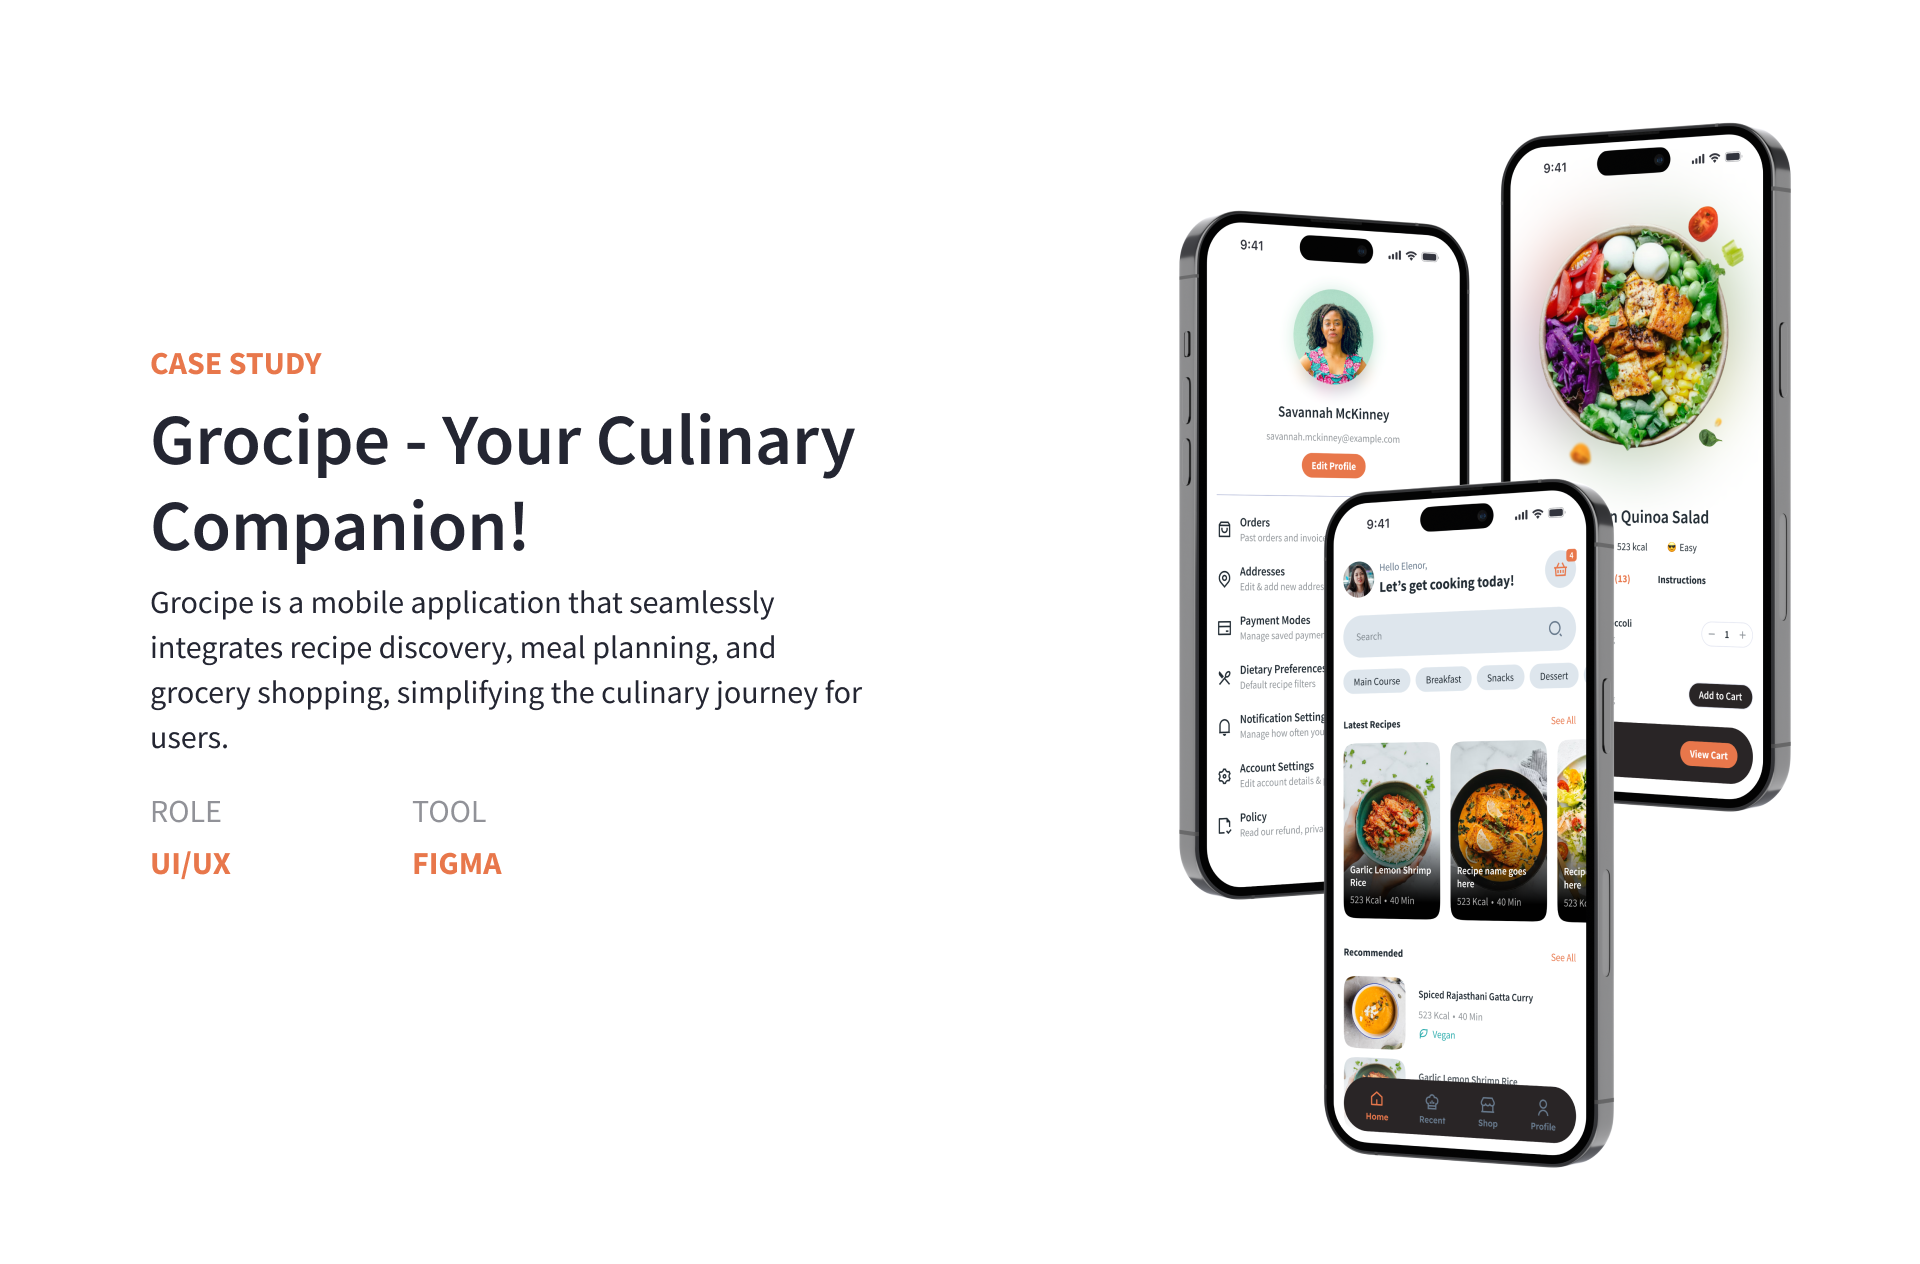 CASE STUDY
Grocipe - Your Culinary
Companion!
Grocipe is a mobile application that seamlessly
integrates recipe discovery, meal planning, and
grocery shopping, simplifying the culinary journey for
users.
ROLE
TOOL
UI/UX
FIGMA
9:41
Savannah McKinney
savannah.mckinney@example.com
Edit Profile
Orders
Past orders and invoice
Addresses
Edit & add new addres
Payment Modes
Manage saved paymen
Dietary Preferences
Default recipe filters
Notification Setting
Manage how often you
Account Settings
Edit account details &
Policy
Read our refund, priva
9:41
Quinoa Salad
523 kcal
Easy
(13)
Instructions
1
Add to Cart
View Cart
9:41
Hello Elenor,
Let's get cooking today!
4
Search
Main Course
Breakfast
Snacks
Dessert
Latest Recipes
See All
Garlic Lemon Shrimp
Rice
523 Kcal • 40 Min
Recipe name goes
here
523 Kcal • 40 Min
Recip
here
523 Kc
Recommended
See All
Spiced Rajasthani Gatta Curry
523 Kcal • 40 Min
Vegan
Garlic Lemon Shrimp Rice
Home
Recent
Shop
Profile